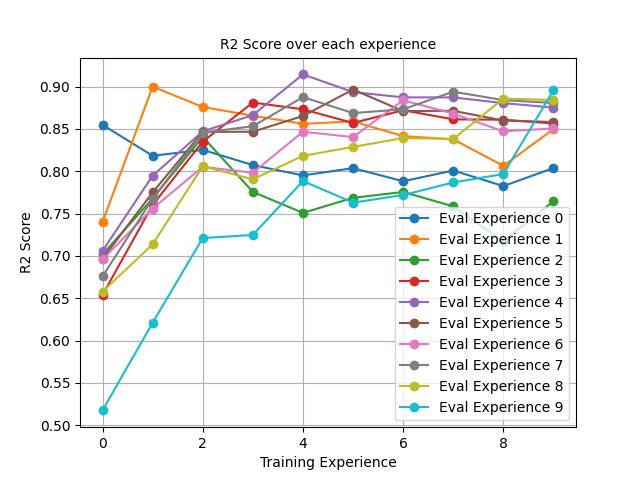 R2 Score over each experience
R2 Score
0.90
0.85
0.80
0.75
0.70
0.65
0.60
0.55
0.50
0
2
4
6
8
Training Experience
Eval Experience 0
Eval Experience 1
Eval Experience 2
Eval Experience 3
Eval Experience 4
Eval Experience 5
Eval Experience 6
Eval Experience 7
Eval Experience 8
Eval Experience 9